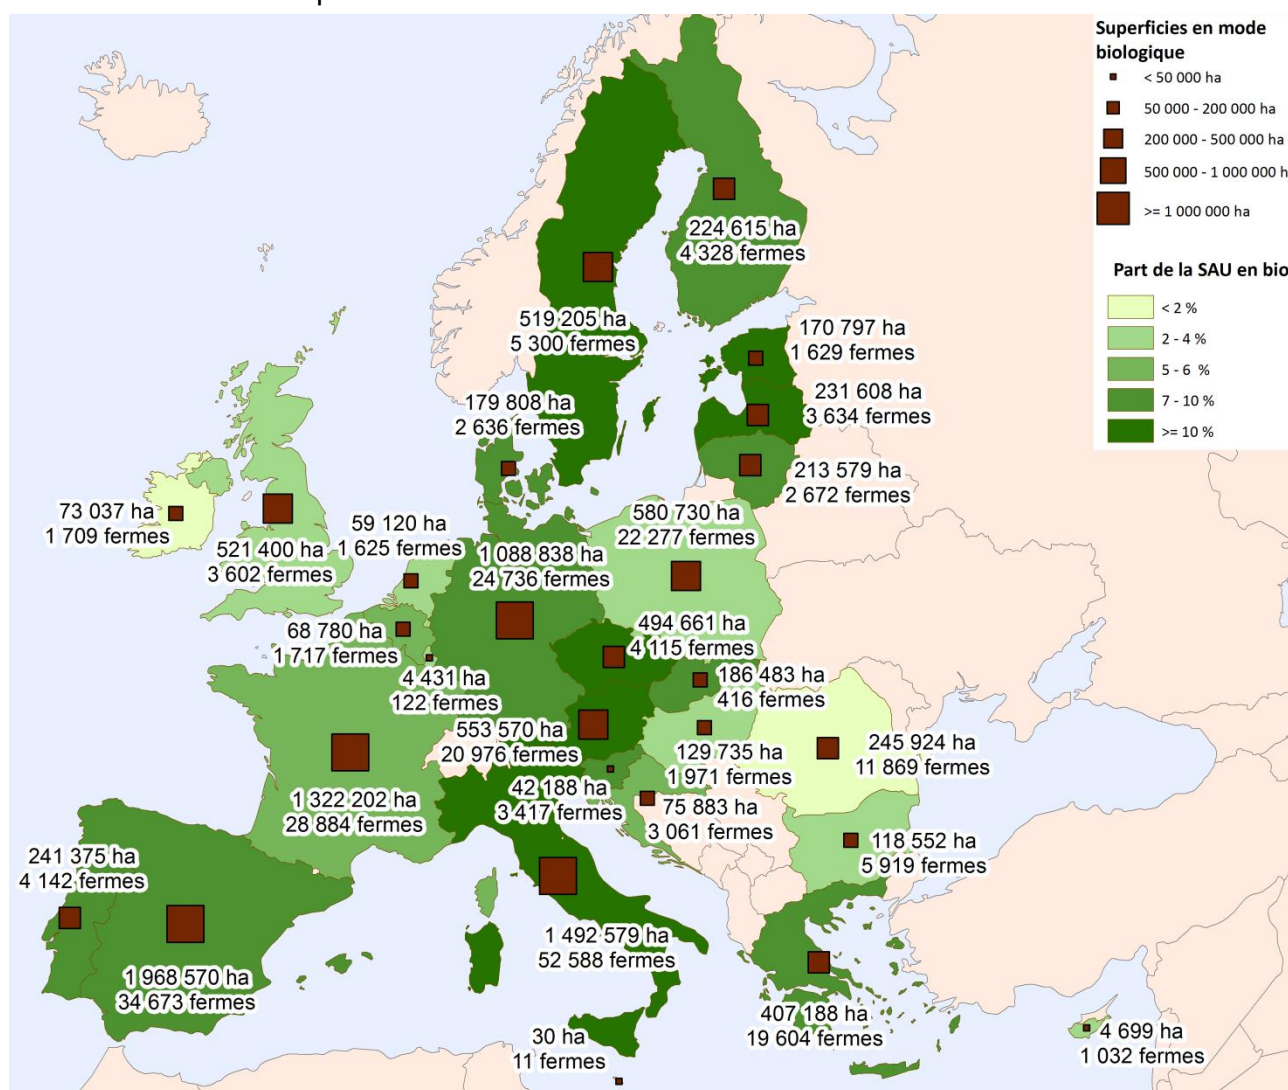 Superficies en mode
biologique
< 50 000 ha
50 000 - 200 000 ha
200 000 - 500 000 ha
500 000 - 1 000 000 h
>= 1 000 000 ha
Part de la SAU en bio
< 2 %
2 - 4 %
5 - 6 %
7 - 10 %
>= 10 %
224 615 ha
4 328 fermes
519 205 ha
5 300 fermes
170 797 ha
1 629 fermes
231 608 ha
3 634 fermes
179 808 ha
2 636 fermes
213 579 ha
2 672 fermes
73 037 ha
1 709 fermes
521 400 ha
3 602 fermes
59 120 ha
1 625 fermes
580 730 ha
22 277 fermes
1 088 838 ha
24 736 fermes
68 780 ha
1 717 fermes
494 661 ha
4 115 fermes
4 431 ha
122 fermes
186 483 ha
416 fermes
553 570 ha
20 976 fermes
129 735 ha
1 971 fermes
245 924 ha
11 869 fermes
42 188 ha
3 417 fermes
75 883 ha
3 061 fermes
1 322 202 ha
28 884 fermes
118 552 ha
5 919 fermes
241 375 ha
4 142 fermes
1 968 570 ha
34 673 fermes
1 492 579 ha
52 588 fermes
407 188 ha
19 604 fermes
30 ha
11 fermes
4 699 ha
1 032 fermes